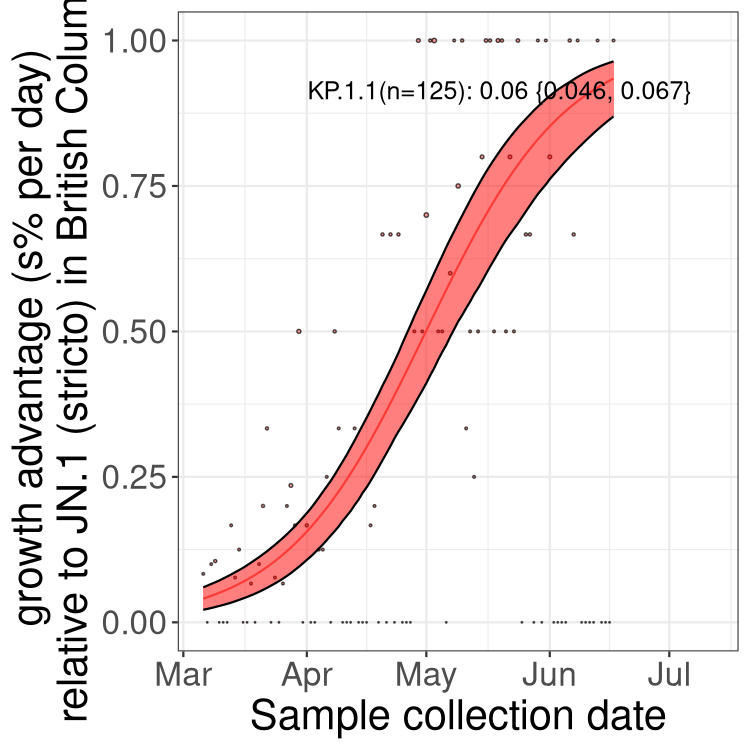 growth advantage (s% per day)
relative to JN.1 (stricto) in British Colum
1.00
0.75
0.50
0.25
0.00
KP.1.1(n=125): 0.06 {0.046, 0.067}
Mar Apr May Jun Jul
Sample collection date